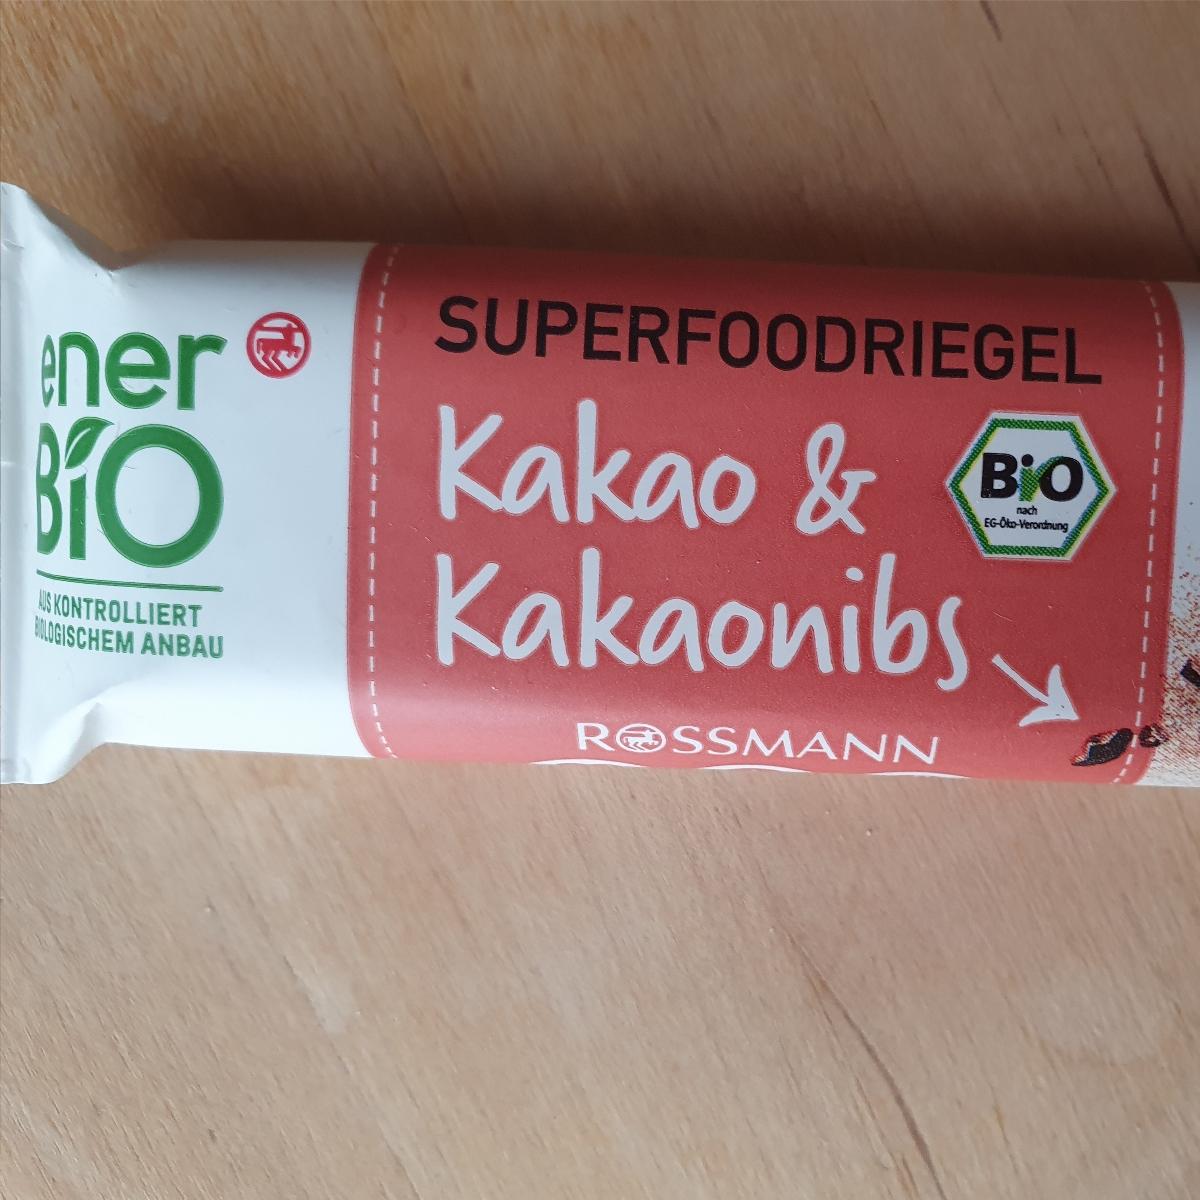 ener
BiO
AUS KONTROLLIERT
BIOLOGISCHEM ANBAU
SUPERFOODRIEGEL
Kakao &
Kakaonibs
BiO
nach
EG-Öko-Verordnung
ROSSMANN